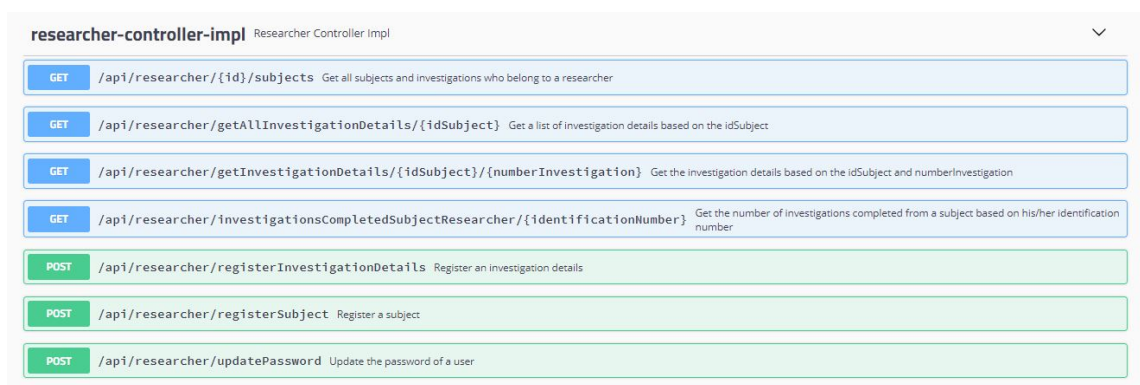 researcher-controller-impl Researcher Controller Impl
GET /api/researcher/{id}/subjects Get all subjects and investigations who belong to a researcher
GET /api/researcher/getAllInvestigationDetails/{idSubject} Get a list of investigation details based on the idSubject
GET /api/researcher/getInvestigationDetails/{idSubject}/{numberInvestigation} Get the investigation details based on the idSubject and numberInvestigation
GET /api/researcher/investigationsCompletedSubjectResearcher/{identificationNumber} Get the number of investigations completed from a subject based on his/her identification
number
POST /api/researcher/registerInvestigationDetails Register an investigation details
POST /api/researcher/registerSubject Register a subject
POST /api/researcher/updatePassword Update the password of a user